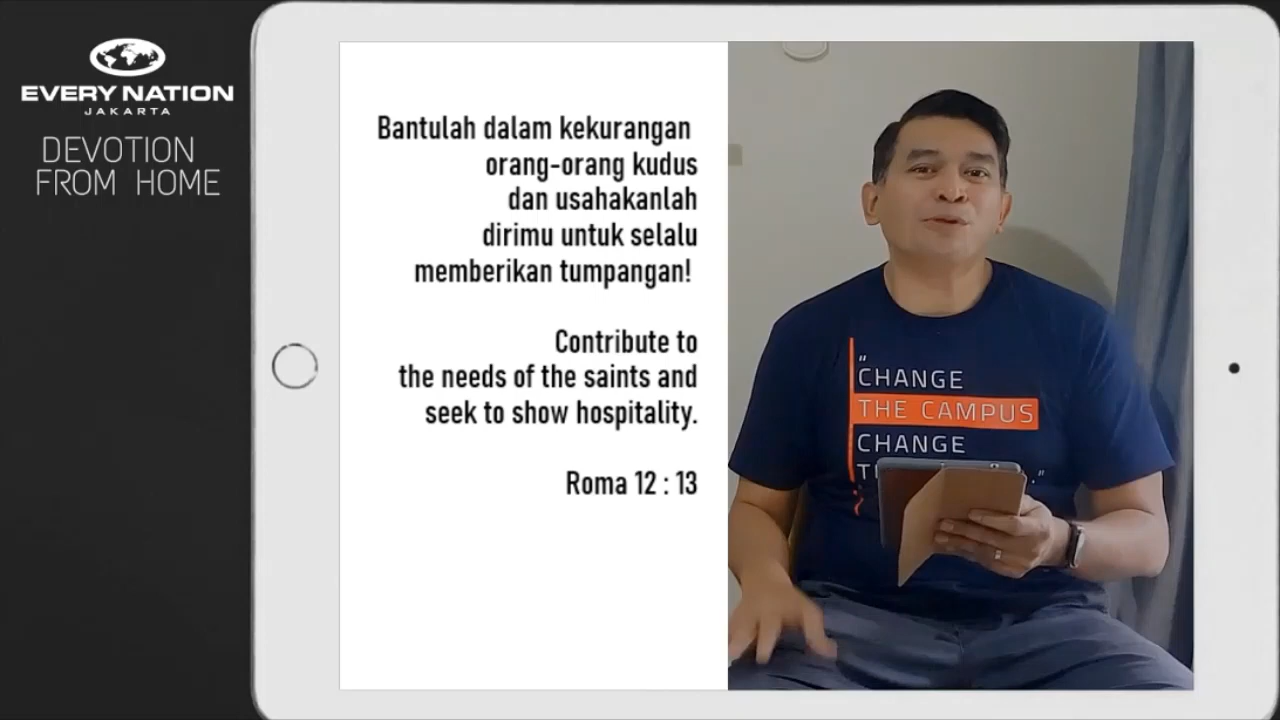 EVERY NATION
JAKARTA
DEVOTION
FROM HOME
Bantulah dalam kekurangan
orang-orang kudus
dan usahakanlah
dirimu untuk selalu
memberikan tumpangan!
Contribute to
the needs of the saints and
seek to show hospitality.
Roma 12 : 13
“CHANGE
THE CAMPUS
CHANGE